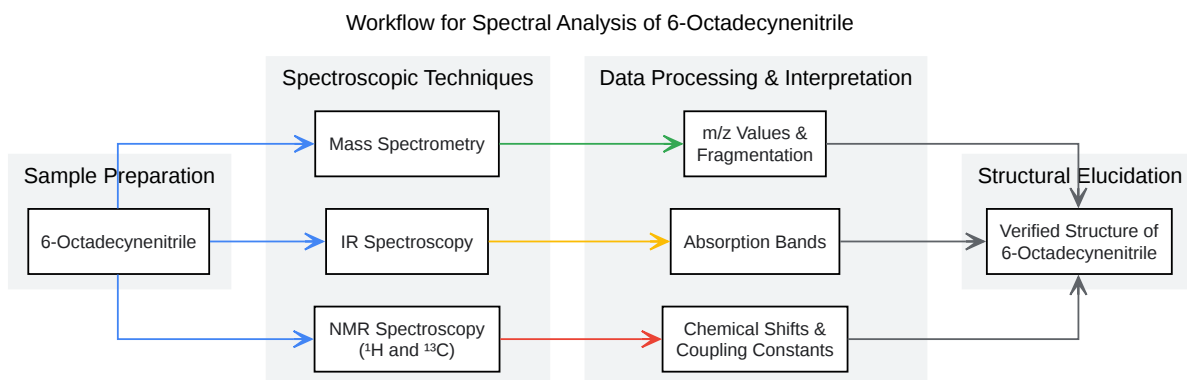 Workflow for Spectral Analysis of 6-Octadecynenitrile
Sample Preparation
6-Octadecynenitrile
Spectroscopic Techniques
Mass Spectrometry
IR Spectroscopy
NMR Spectroscopy
(¹H and ¹³C)
Data Processing & Interpretation
m/z Values &
Fragmentation
Absorption Bands
Chemical Shifts &
Coupling Constants
Structural Elucidation
Verified Structure of
6-Octadecynenitrile